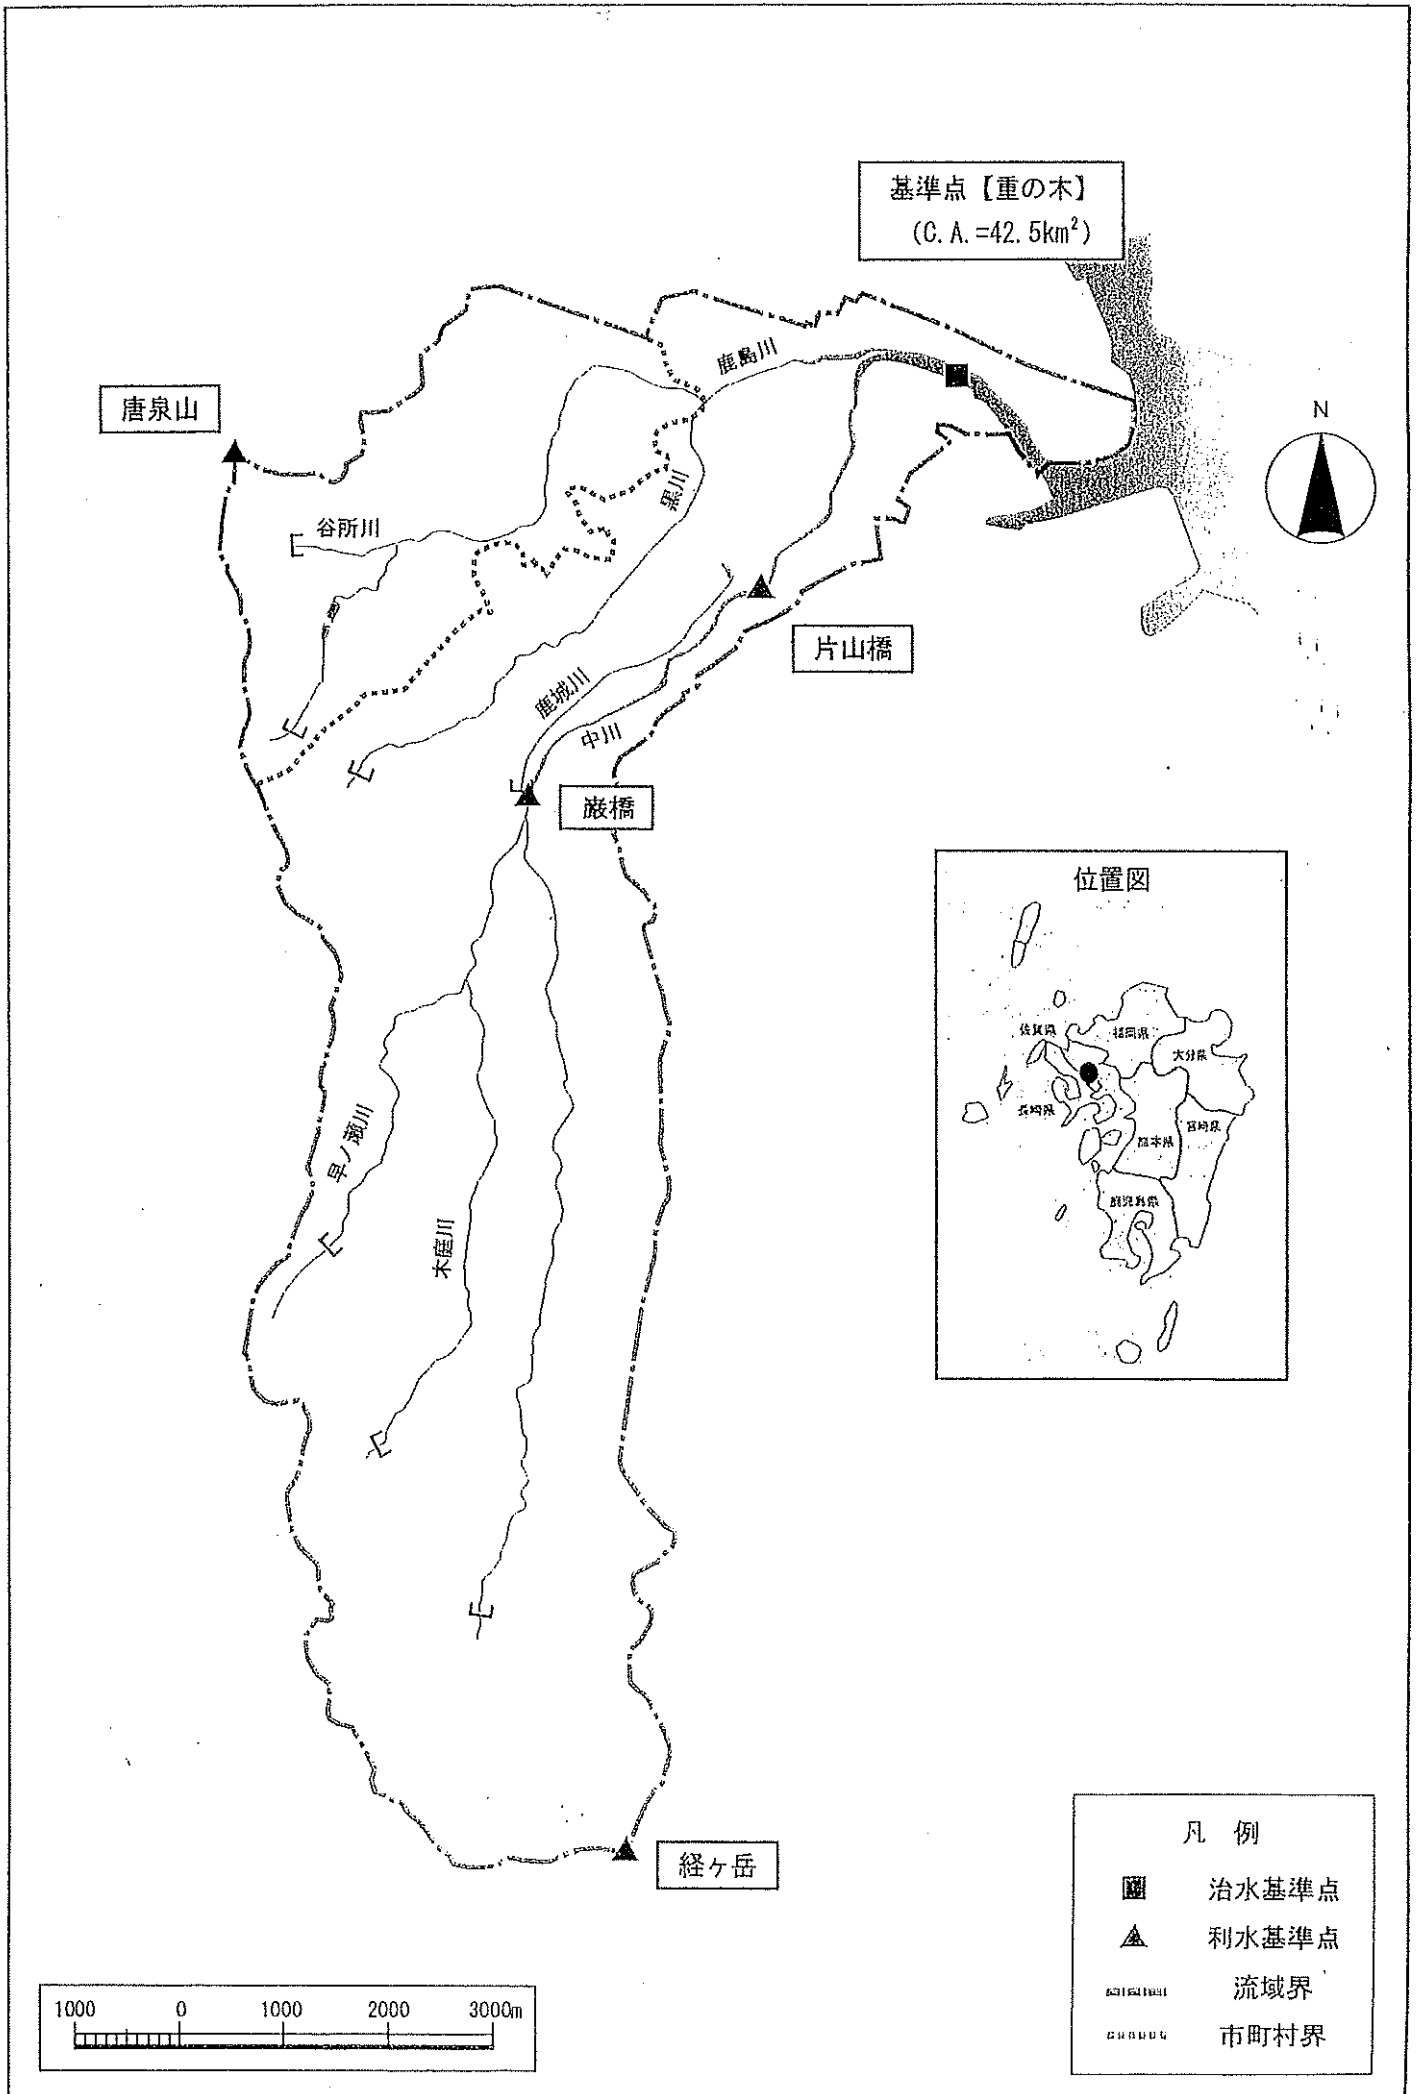 基準点【重の木】
(C.A.=42.5km²)
鹿島川
唐泉山
N
谷所川
黒川
片山橋
鹿城川
中川
巌橋
位置図
佐賀県
福岡県
大分県
長崎県
熊本県
宮崎県
鹿児島県
早ノ瀬川
木庭川
経ヶ岳
凡 例
治水基準点
利水基準点
流域界
市町村界
1000 0 1000 2000 3000m